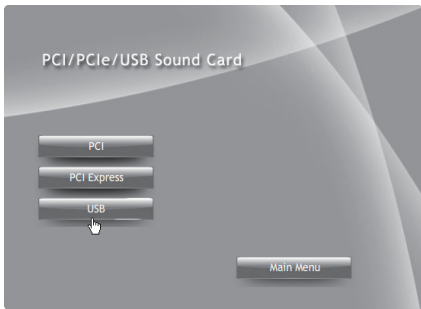 PCI/PCIe/USB Sound Card
PCI
PCI Express
USB
Main Menu